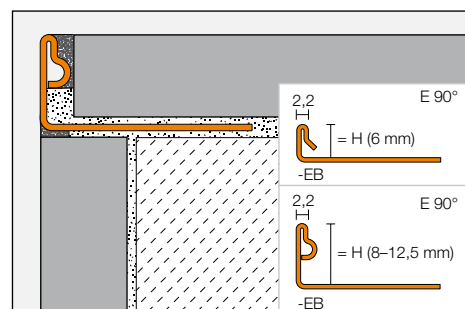 2,2
E 90°
= H (6 mm)
-EB
2,2
E 90°
= H (8–12,5 mm)
-EB